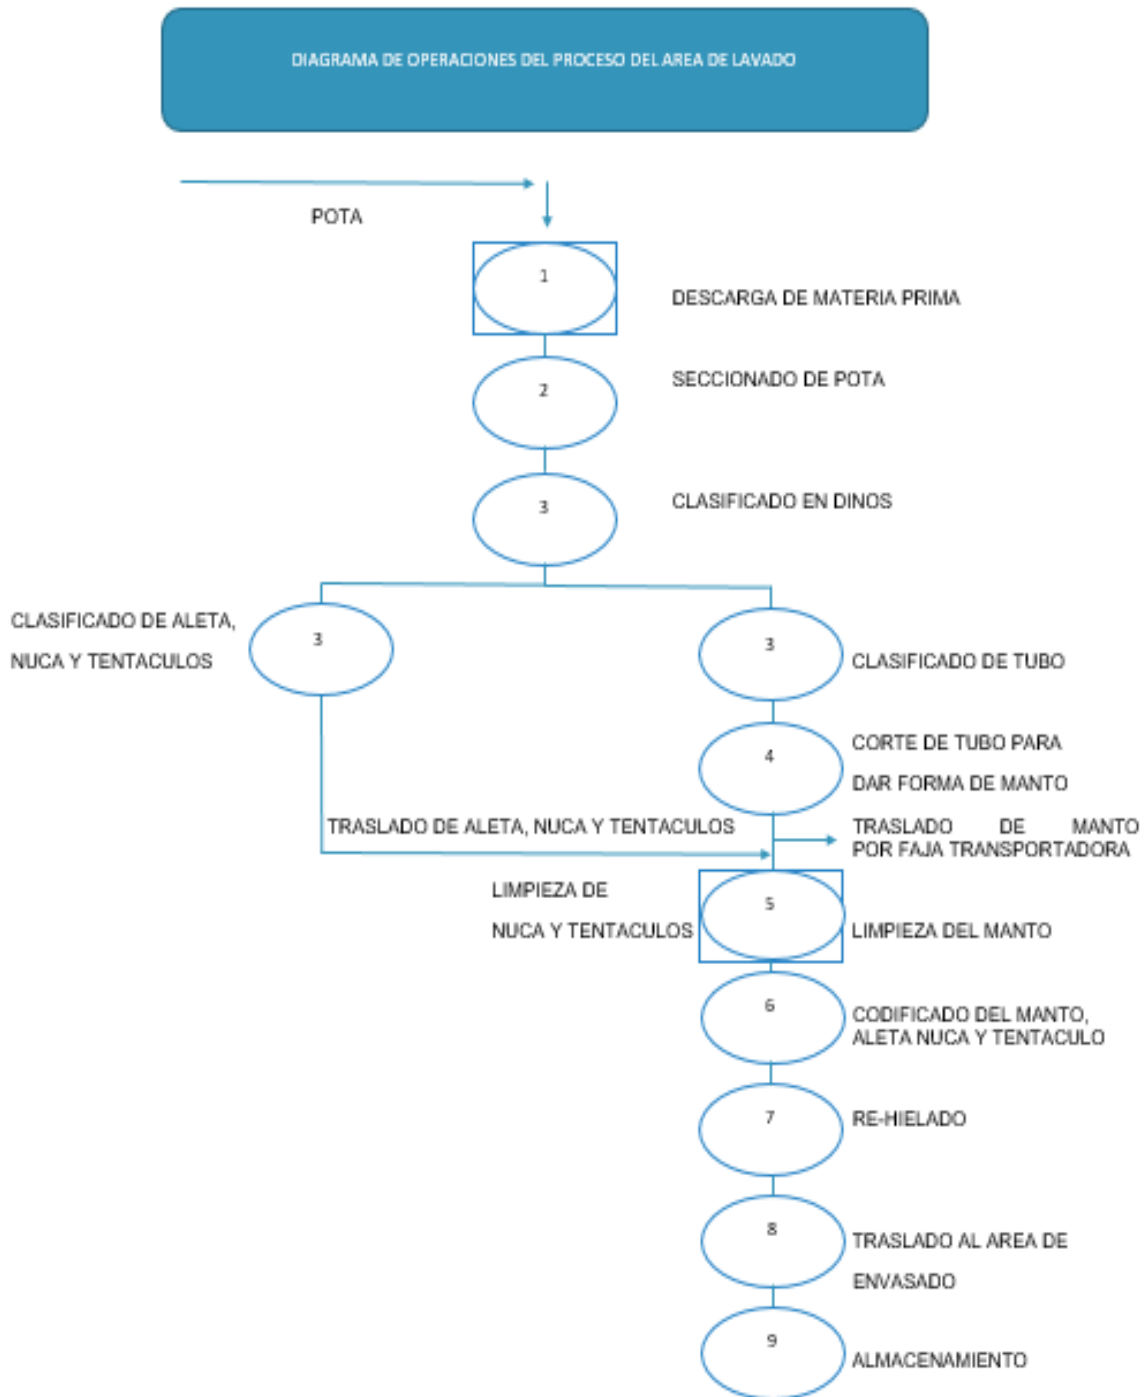 DIAGRAMA DE OPERACIONES DEL PROCESO DEL AREA DE LAVADO
POTA
1
DESCARGA DE MATERIA PRIMA
2
SECCIONADO DE POTA
3
CLASIFICADO EN DINOS
CLASIFICADO DE ALETA,
NUCA Y TENTACULOS
3
3
CLASIFICADO DE TUBO
4
CORTE DE TUBO PARA
DAR FORMA DE MANTO
TRASLADO DE ALETA, NUCA Y TENTACULOS
TRASLADO DE MANTO
POR FAJA TRANSPORTADORA
LIMPIEZA DE
NUCA Y TENTACULOS
5
LIMPIEZA DEL MANTO
6
CODIFICADO DEL MANTO,
ALETA NUCA Y TENTACULO
7
RE-HIELADO
8
TRASLADO AL AREA DE
ENVASADO
9
ALMACENAMIENTO